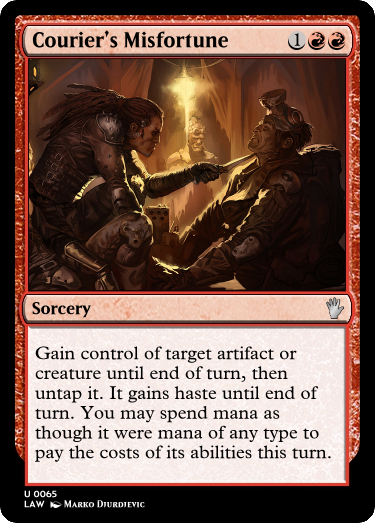 Courier's Misfortune 1
Sorcery
Gain control of target artifact or
creature until end of turn, then
untap it. It gains haste until end of
turn. You may spend mana as
though it were mana of any type to
pay the costs of its abilities this turn.
U 0065
LAW Marko Djurdjevic